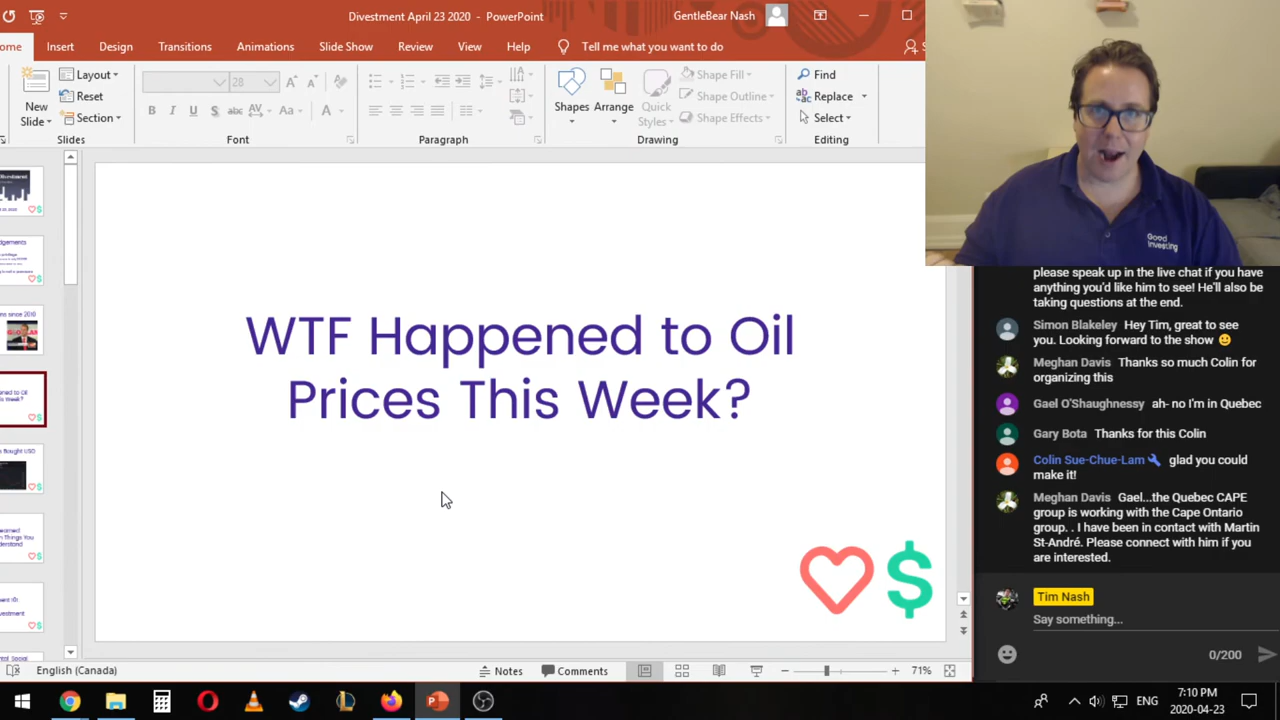 Divestment April 23 2020 - PowerPoint
GentleBear Nash
Insert
Design
Transitions
Animations
Slide Show
Review
View
Help
Tell me what you want to do
New
Slide
Layout
Reset
Section
Slides
28
B I U S abc AV Aa A
Font
Paragraph
Shapes
Arrange
Quick
Styles
Shape Fill
Shape Outline
Shape Effects
Drawing
Find
Replace
Select
Editing
Good
Investing
WTF Happened to Oil
Prices This Week?
$
please speak up in the live chat if you have
anything you'd like him to see! He'll also be
taking questions at the end.
Simon Blakeley Hey Tim, great to see
you. Looking forward to the show
Meghan Davis Thanks so much Colin for
organizing this
Gael O'Shaughnessy ah- no I'm in Quebec
Gary Bota Thanks for this Colin
Colin Sue-Chue-Lam glad you could
make it!
Meghan Davis Gael...the Quebec CAPE
group is working with the Cape Ontario
group. . I have been in contact with Martin
St-André. Please connect with him if you
are interested.
Tim Nash
Say something...
0/200
English (Canada)
Notes
Comments
71%
ENG
7:10 PM
2020-04-23